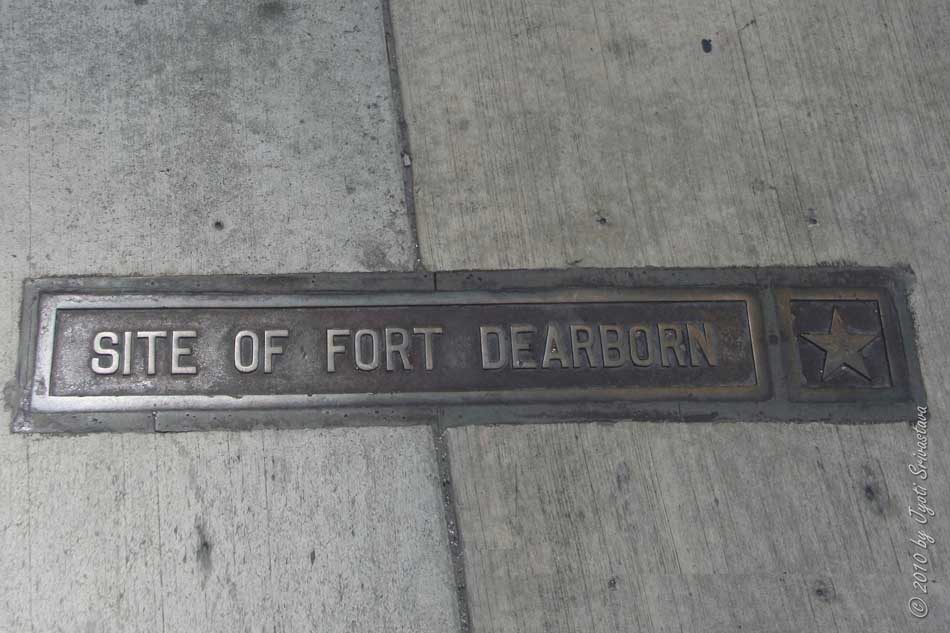 SITE OF FORT DEARBORN
© 2010 by Jyoti Srivastava